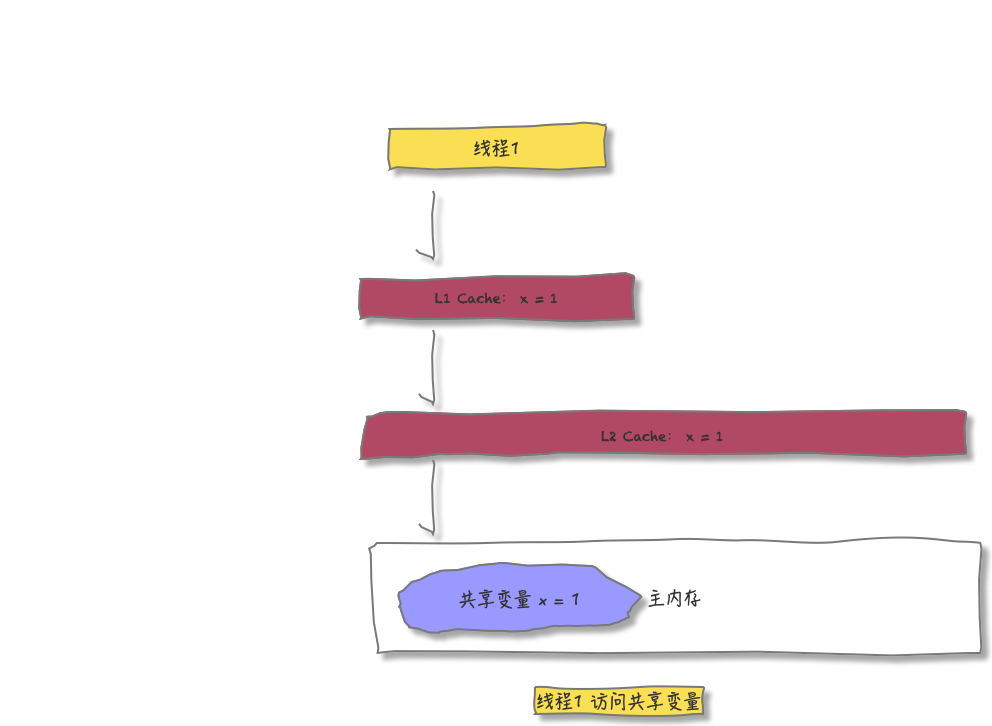 线程1
L1 Cache: x = 1
L2 Cache: x = 1
共享变量 x = 1
主内存
线程1 访问共享变量